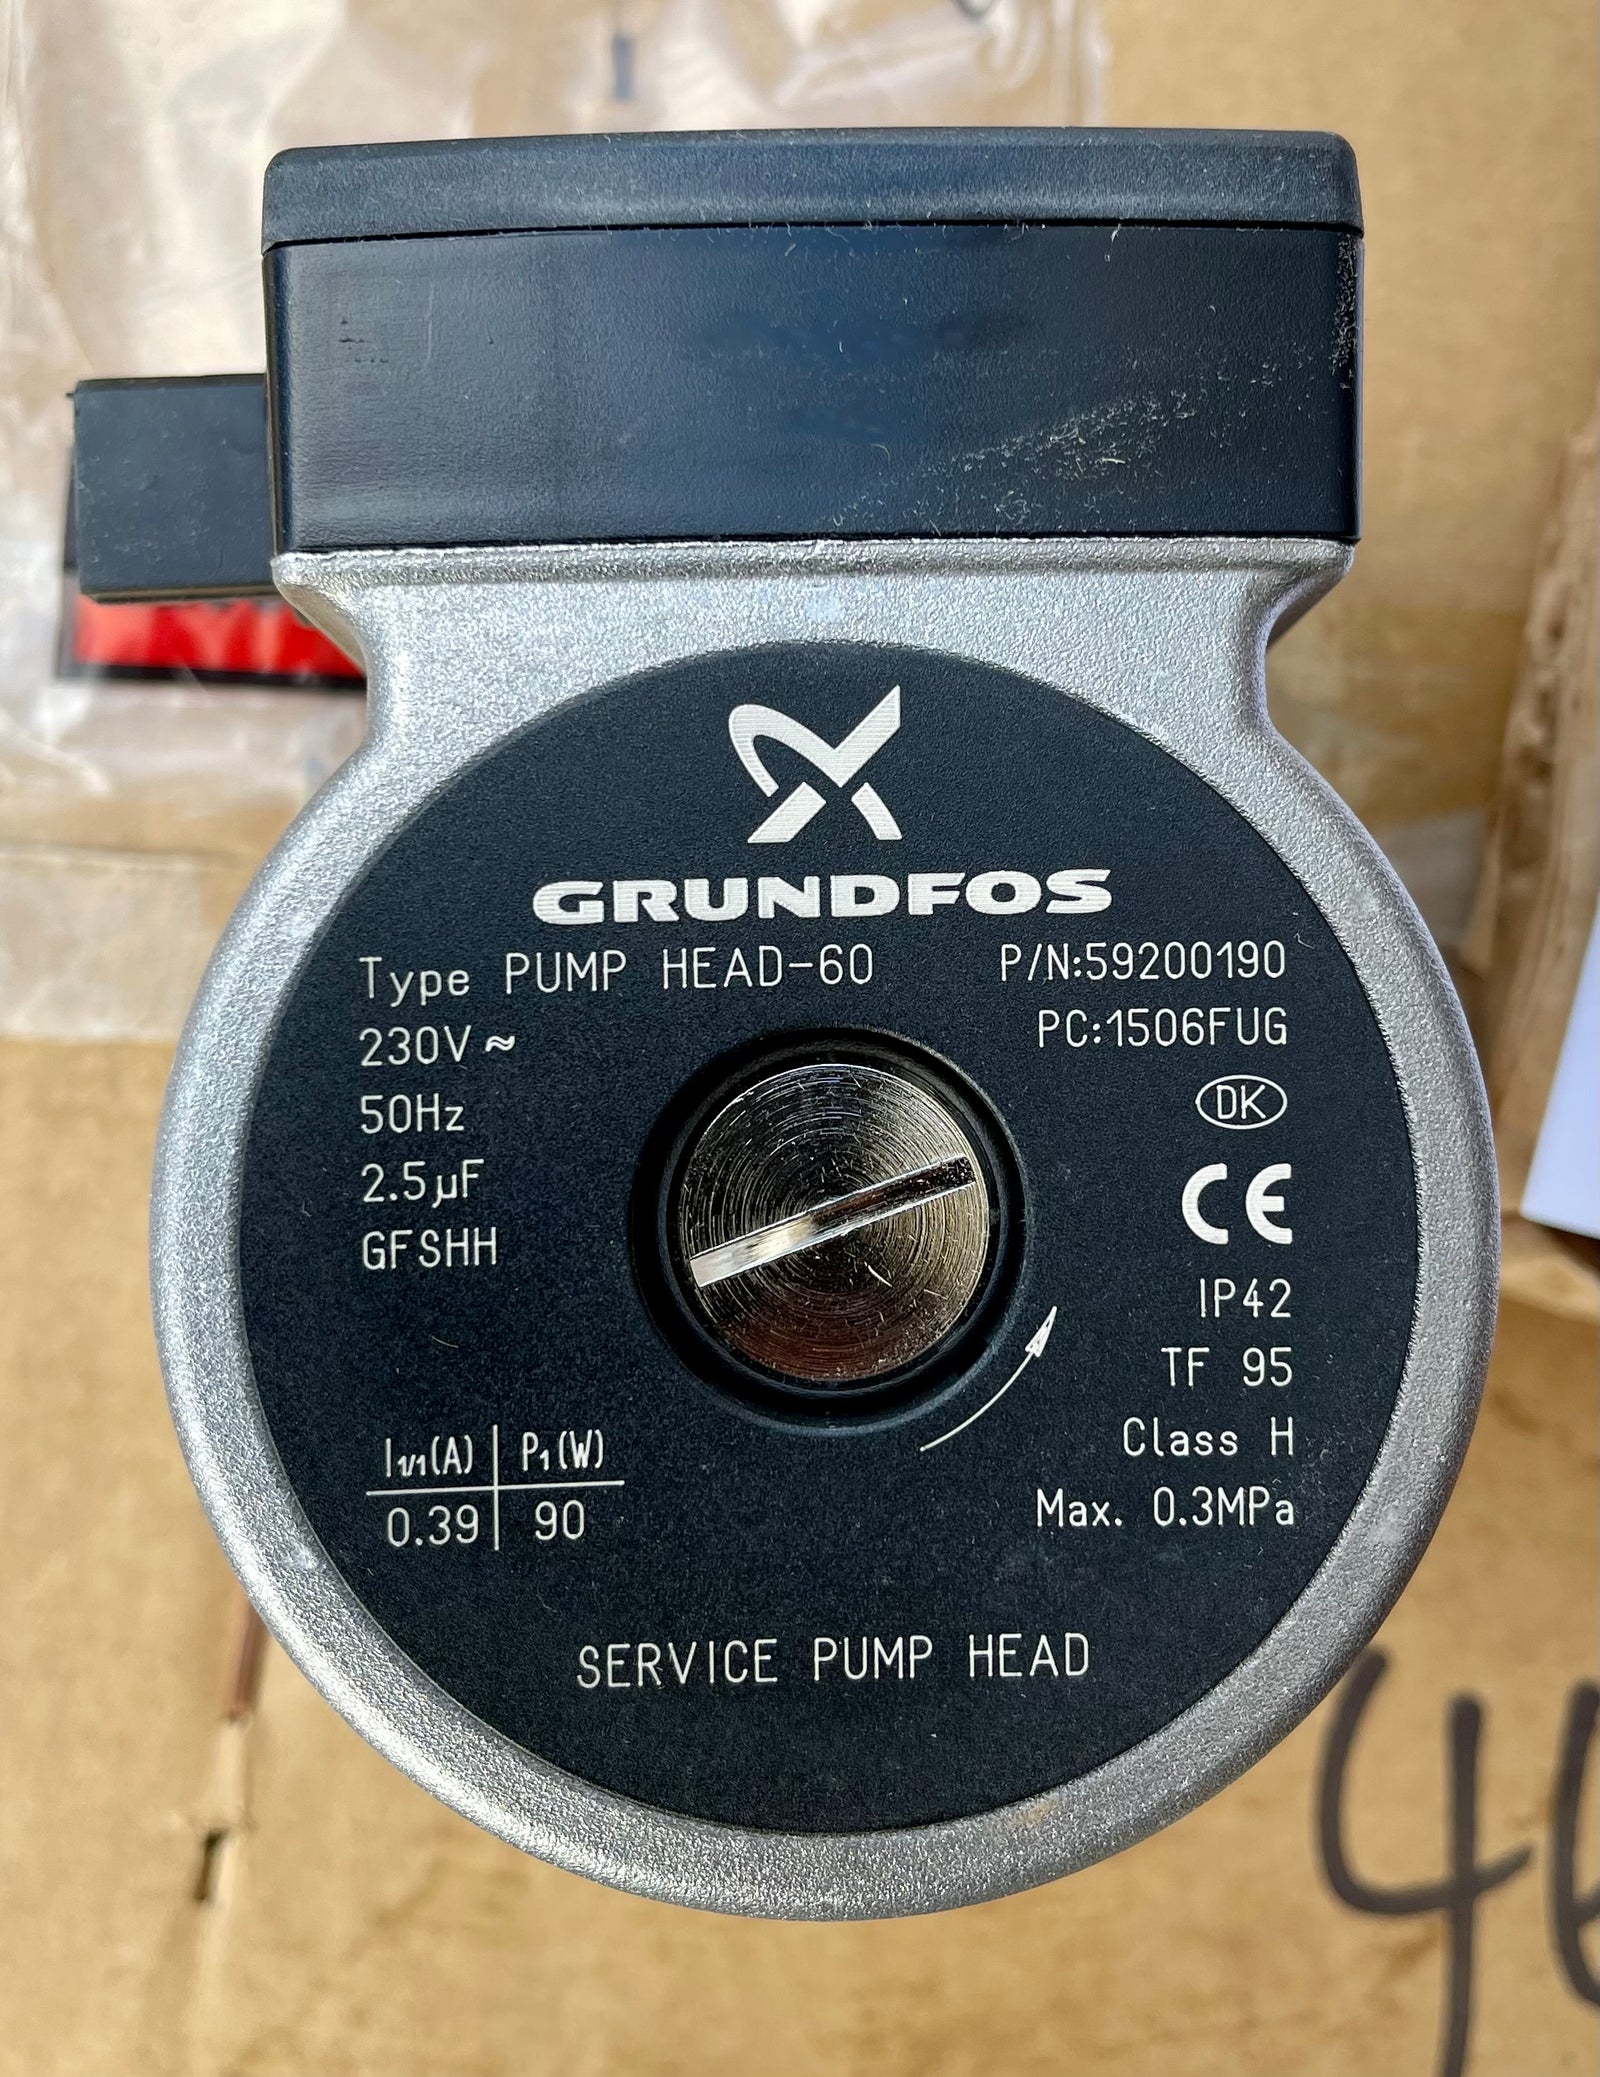 GRUNDFOS
Type PUMP HEAD-60 P/N:59200190
230V ~ PC:1506FUG
50Hz DK
2.5µF CE
GFSHH IP42
TF 95
Class H
I1/1(A) P1(W)
0.39 90 Max. 0.3MPa
SERVICE PUMP HEAD